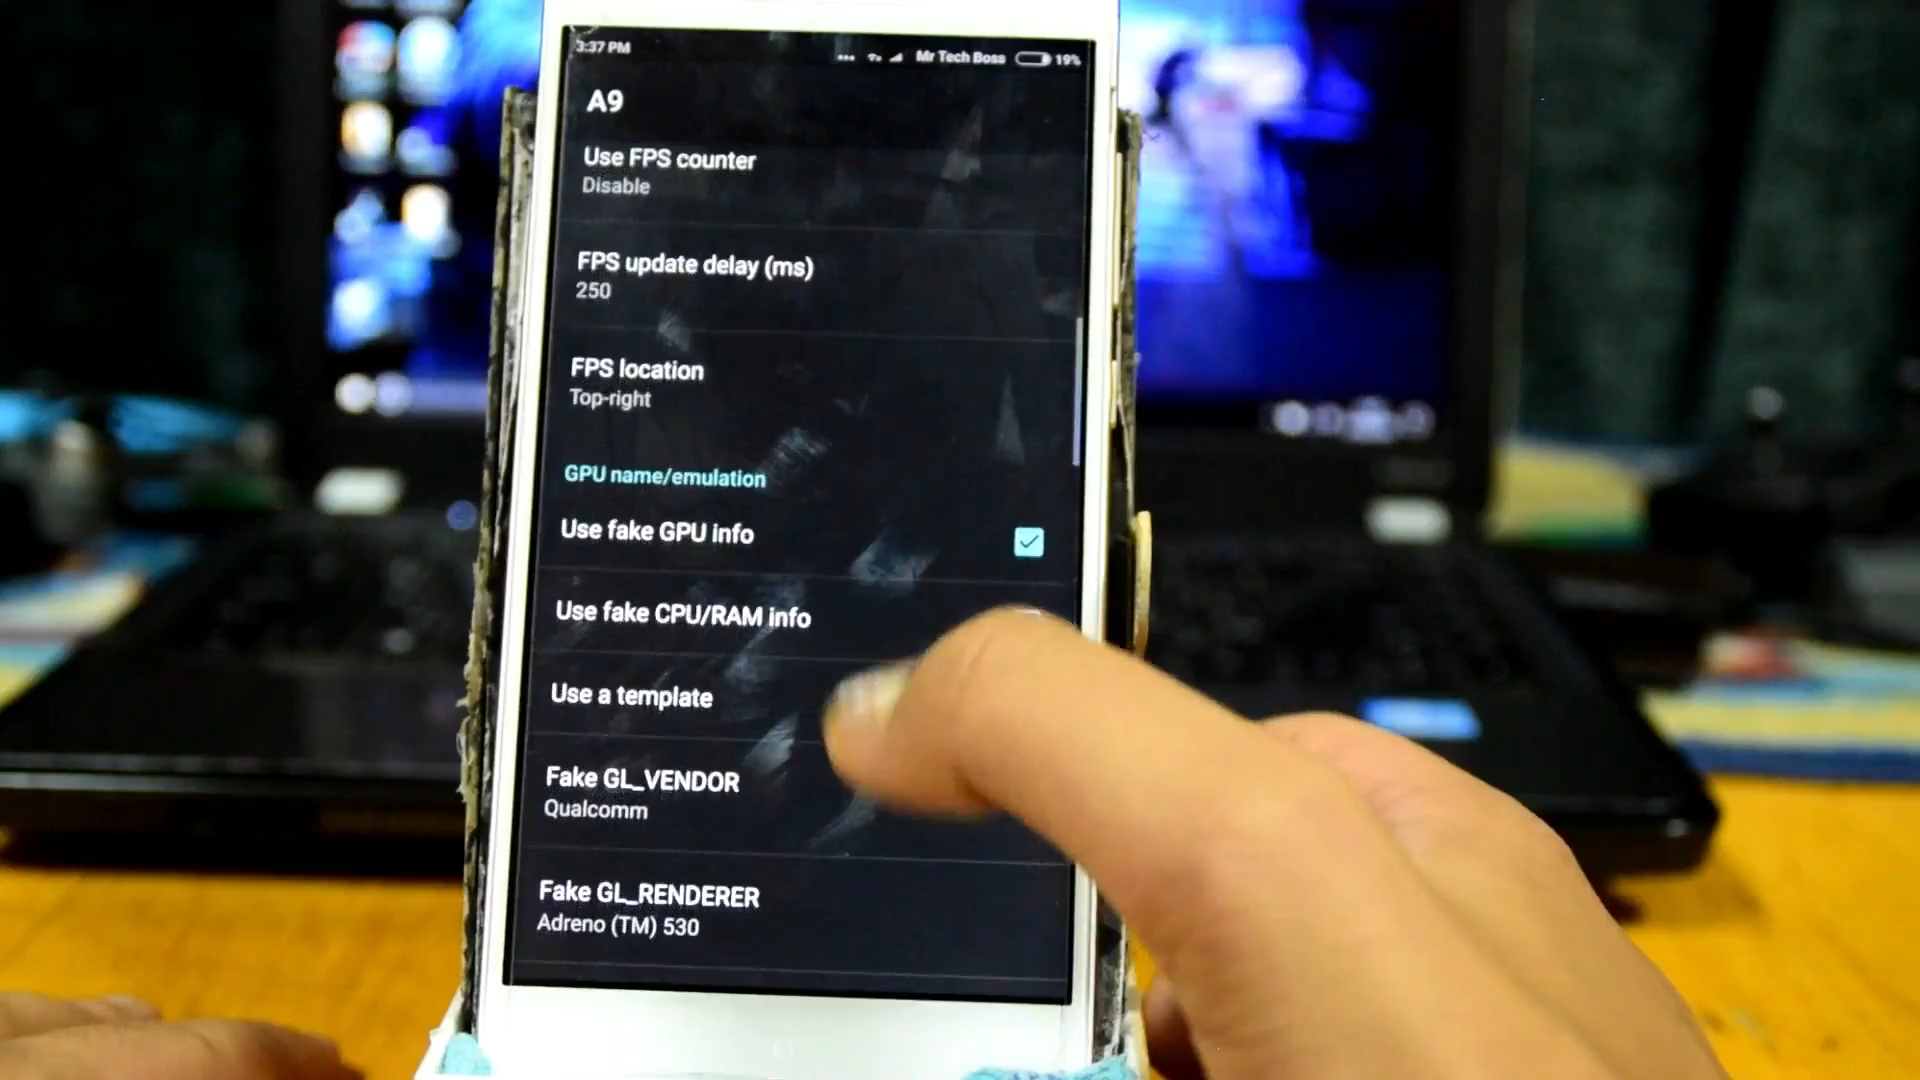 3:37 PM
Mr Tech Boss 19%
A9
Use FPS counter
Disable
FPS update delay (ms)
250
FPS location
Top-right
GPU name/emulation
Use fake GPU info
Use fake CPU/RAM info
Use a template
Fake GL_VENDOR
Qualcomm
Fake GL_RENDERER
Adreno (TM) 530